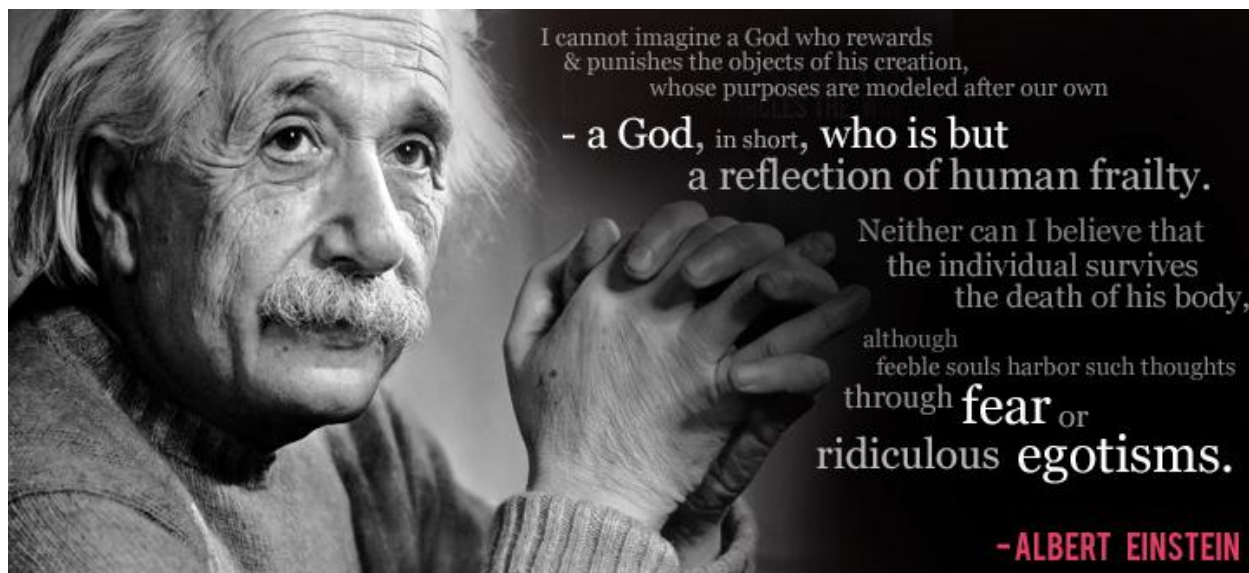 I cannot imagine a God who rewards
& punishes the objects of his creation,
whose purposes are modeled after our own
- a God, in short, who is but
a reflection of human frailty.
Neither can I believe that
the individual survives
the death of his body,
although
feeble souls harbor such thoughts
through fear or
ridiculous egotisms.
-ALBERT EINSTEIN